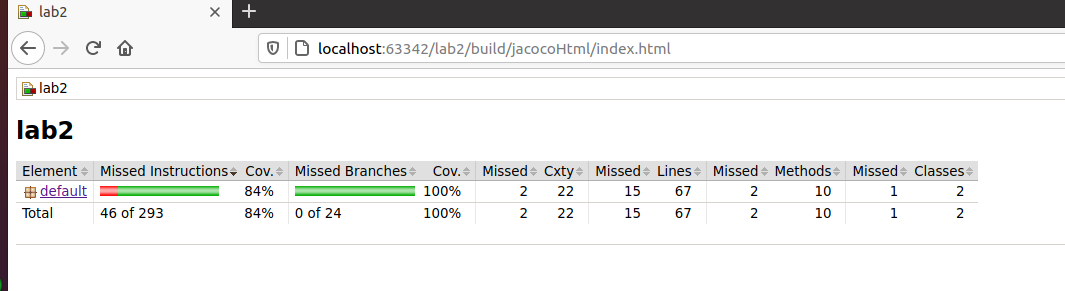 lab2
localhost:63342/lab2/build/jacocoHtml/index.html
lab2
lab2
Element Missed Instructions Cov. Missed Branches Cov. Missed Cxty Missed Lines Missed Methods Missed Classes
default 84% 100% 2 22 15 67 2 10 1 2
Total 46 of 293 84% 0 of 24 100% 2 22 15 67 2 10 1 2